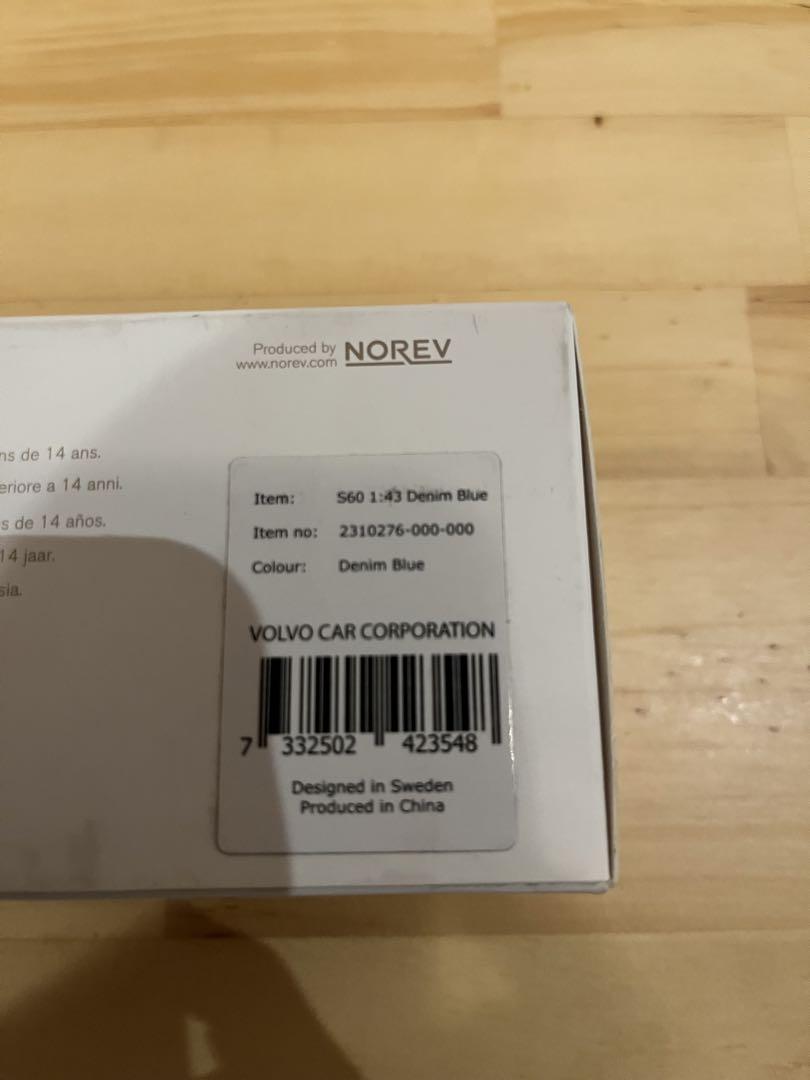 Produced by NOREV
www.norev.com
ns de 14 ans.
eriore a 14 anni.
s de 14 años.
14 jaar.
sia.
Item: S60 1:43 Denim Blue
Item no: 2310276-000-000
Colour: Denim Blue
VOLVO CAR CORPORATION
7 332502 423548
Designed in Sweden
Produced in China